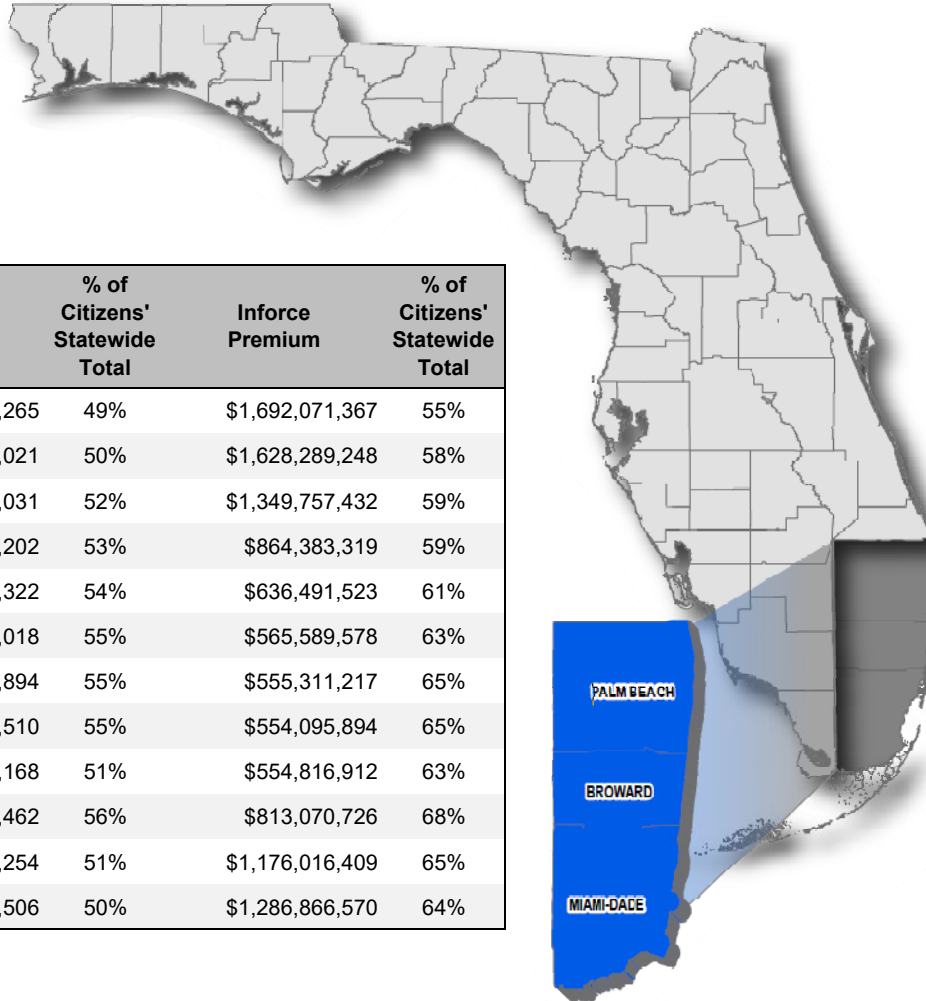 % of Citizens' Statewide Total Inforce Premium % of Citizens' Statewide Total
,265 49% $1,692,071,367 55%
,021 50% $1,628,289,248 58%
,031 52% $1,349,757,432 59%
,202 53% $864,383,319 59%
,322 54% $636,491,523 61%
,018 55% $565,589,578 63%
,894 55% $555,311,217 65%
,510 55% $554,095,894 65%
,168 51% $554,816,912 63%
,462 56% $813,070,726 68%
,254 51% $1,176,016,409 65%
,506 50% $1,286,866,570 64%
PALM BEACH
BROWARD
MIAMI-DADE